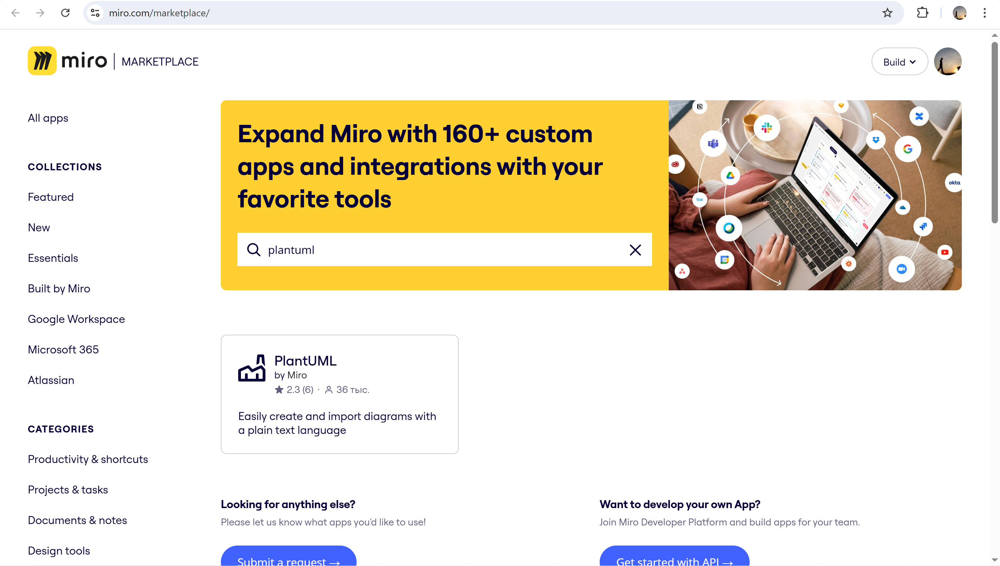 miro.com/marketplace/
miro | MARKETPLACE
Build
All apps
COLLECTIONS
Featured
New
Essentials
Built by Miro
Google Workspace
Microsoft 365
Atlassian
CATEGORIES
Productivity & shortcuts
Projects & tasks
Documents & notes
Design tools
Expand Miro with 160+ custom
apps and integrations with your
favorite tools
plantuml
box
31
okta
PlantUML
by Miro
2.3 (6) · 36 тыс.
Easily create and import diagrams with
a plain text language
Looking for anything else?
Please let us know what apps you'd like to use!
Submit a request →
Want to develop your own App?
Join Miro Developer Platform and build apps for your team.
Get started with API →